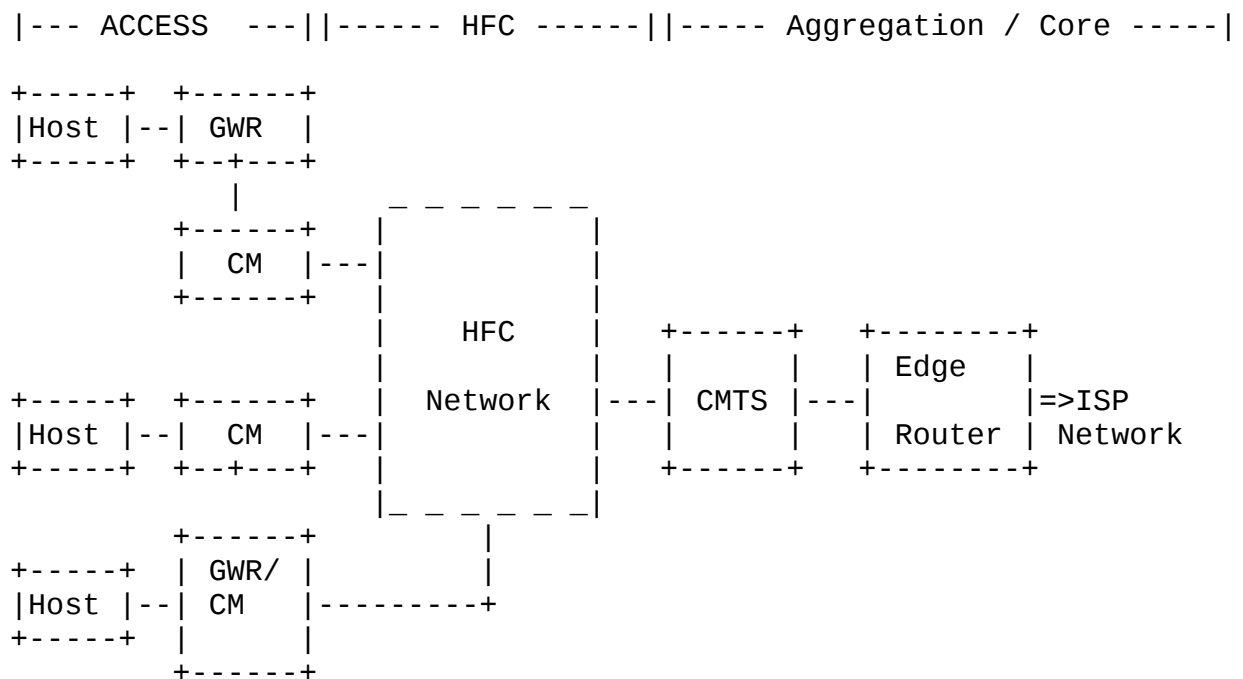 |--- ACCESS  ---||------ HFC ------||----- Aggregation / Core -----|

+-----+  +------+
|Host |--| GWR  |
+-----+  +--+---+
            |        _ _ _ _ _ _
         +------+   |           |
         |  CM  |---|           |
         +------+   |           |
                    |    HFC    |   +------+   +--------+
                    |           |   |      |   | Edge   |
+-----+  +------+   |  Network  |---| CMTS |---|        |=>ISP
|Host |--|  CM  |---|           |   |      |   | Router | Network
+-----+  +--+---+   |           |   +------+   +--------+
                    |_ _ _ _ _ _|
         +------+         |
+-----+  | GWR/ |         |
|Host |--| CM   |---------+
+-----+  |      |
         +------+